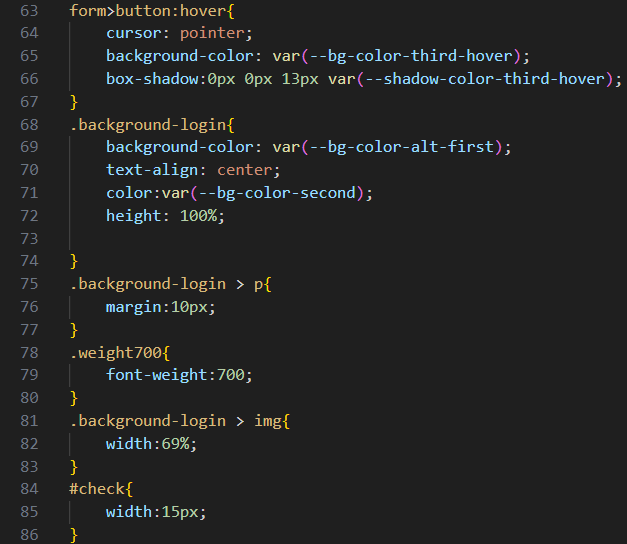 63 form>button:hover{
64     cursor: pointer;
65     background-color: var(--bg-color-third-hover);
66     box-shadow:0px 0px 13px var(--shadow-color-third-hover);
67 }
68 .background-login{
69     background-color: var(--bg-color-alt-first);
70     text-align: center;
71     color:var(--bg-color-second);
72     height: 100%;
73
74 }
75 .background-login > p{
76     margin:10px;
77 }
78 .weight700{
79     font-weight:700;
80 }
81 .background-login > img{
82     width:69%;
83 }
84 #check{
85     width:15px;
86 }